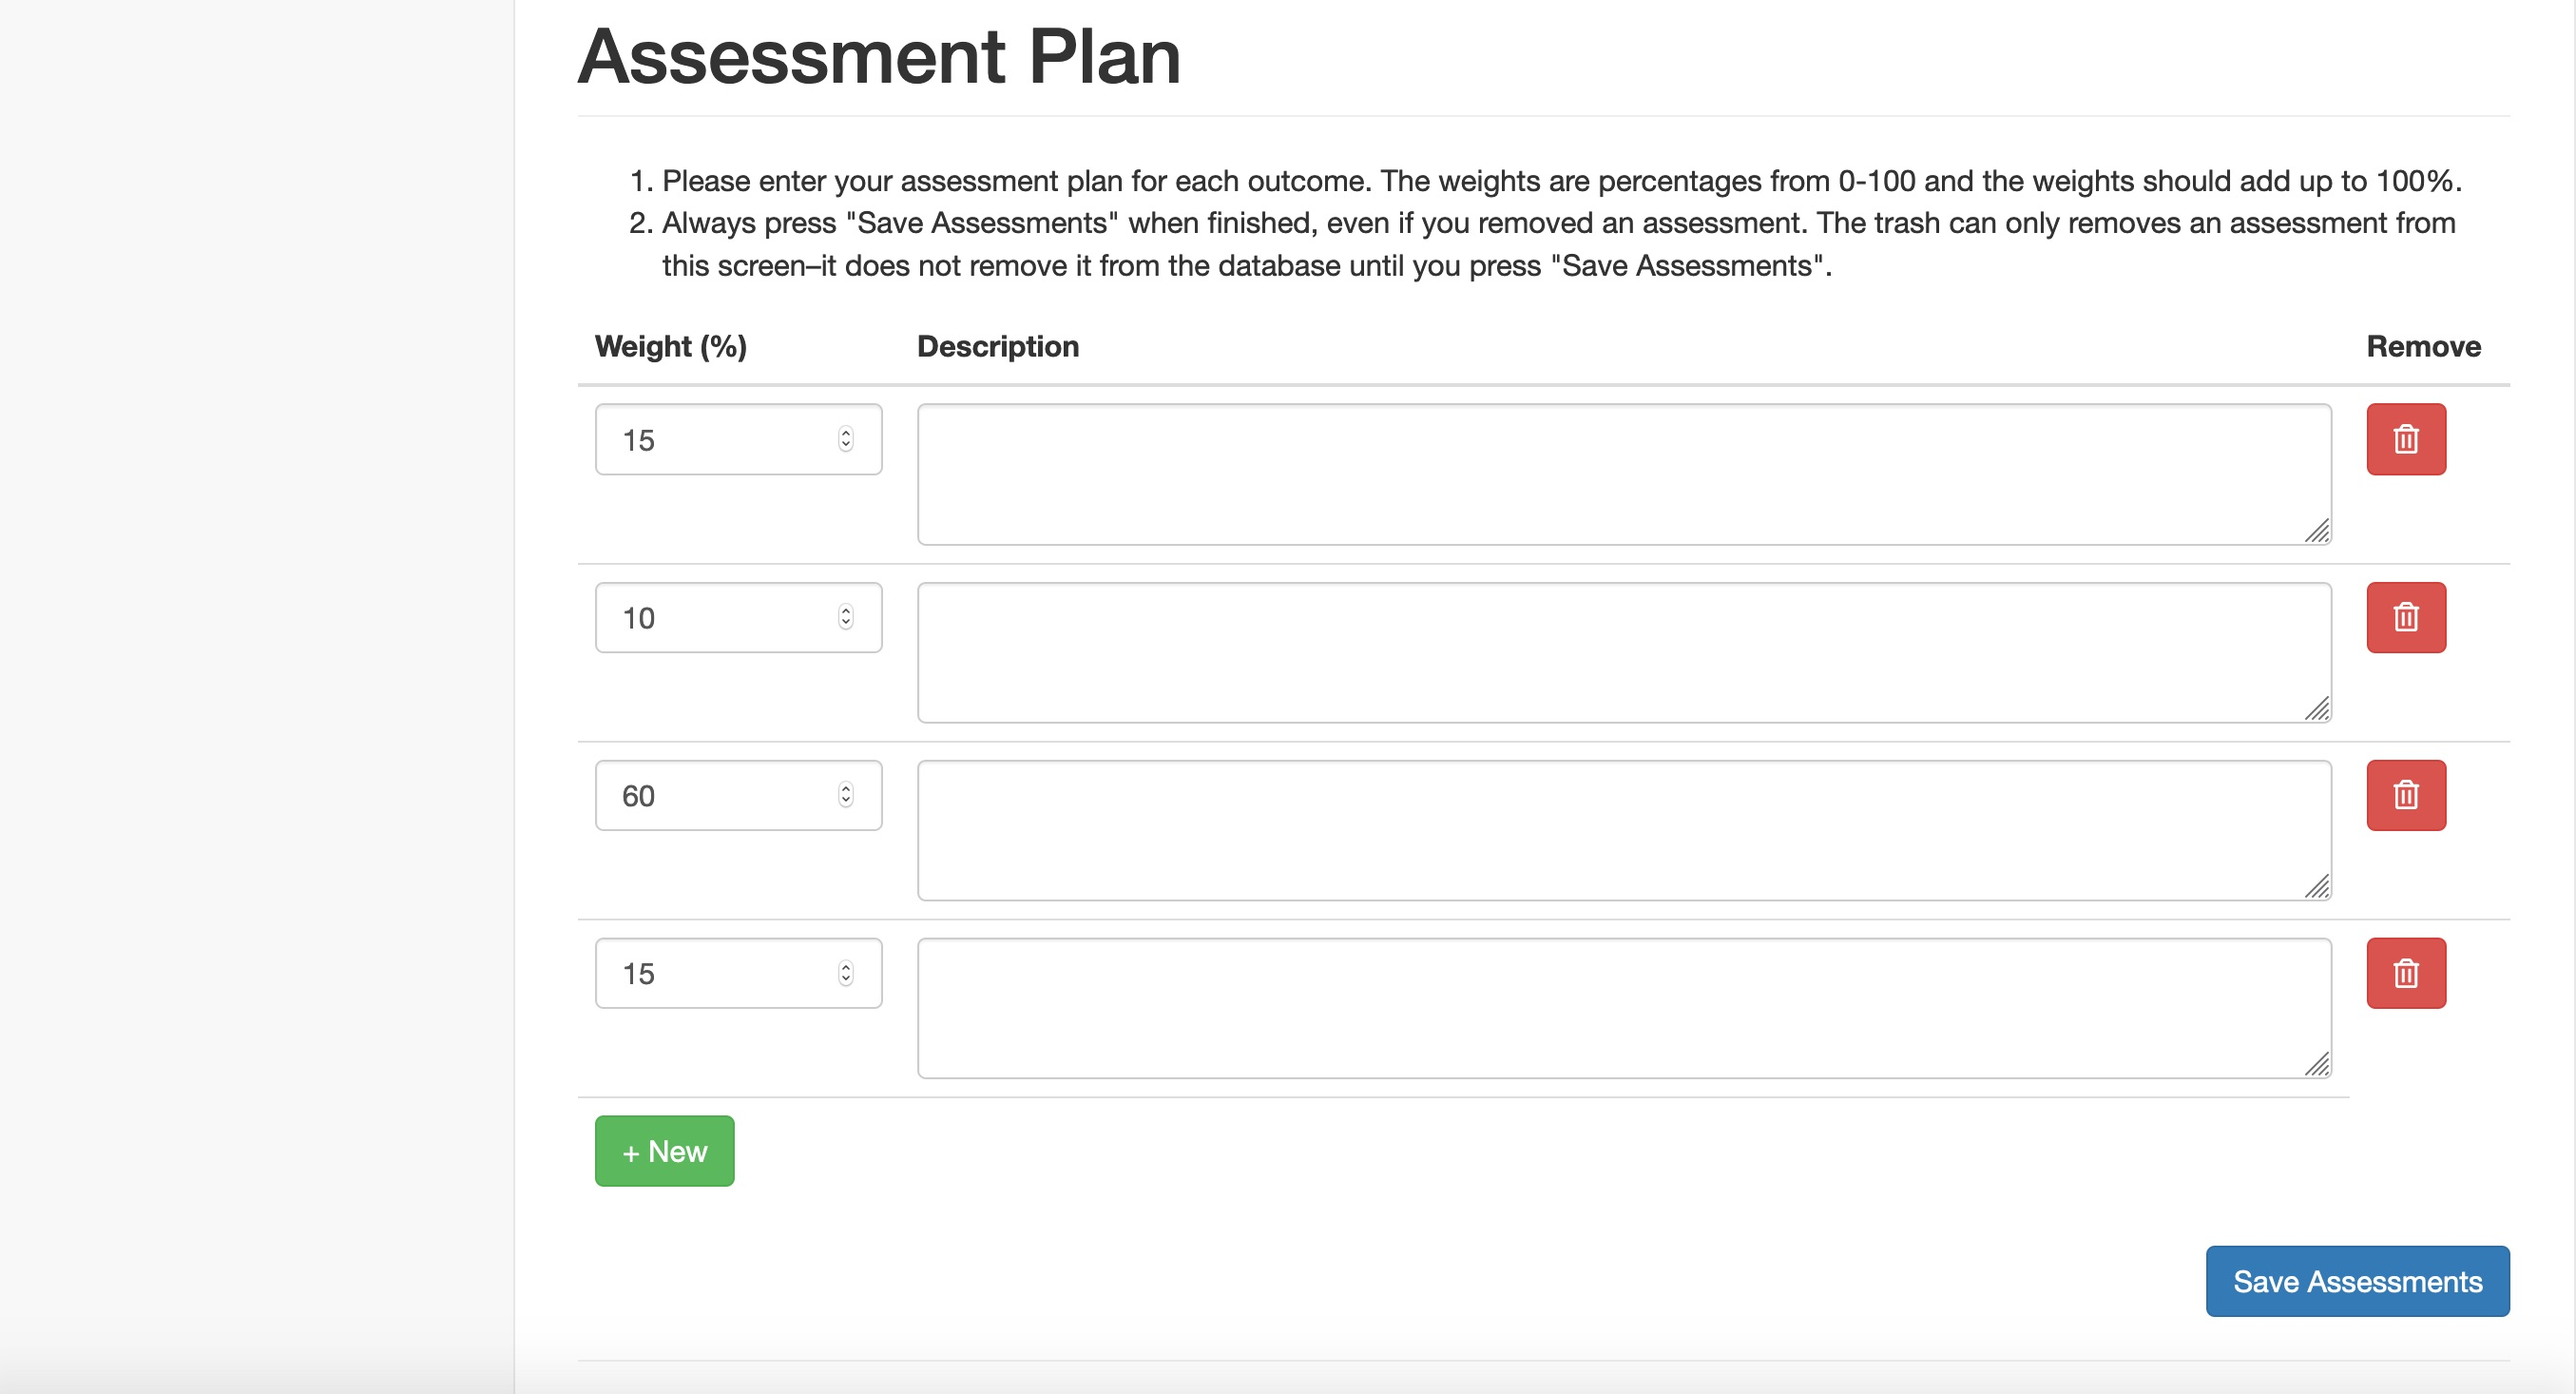 Assessment Plan
1. Please enter your assessment plan for each outcome. The weights are percentages from 0-100 and the weights should add up to 100%.
2. Always press "Save Assessments" when finished, even if you removed an assessment. The trash can only removes an assessment from
this screen–it does not remove it from the database until you press "Save Assessments".
Weight (%) Description Remove
15
10
60
15
+ New
Save Assessments